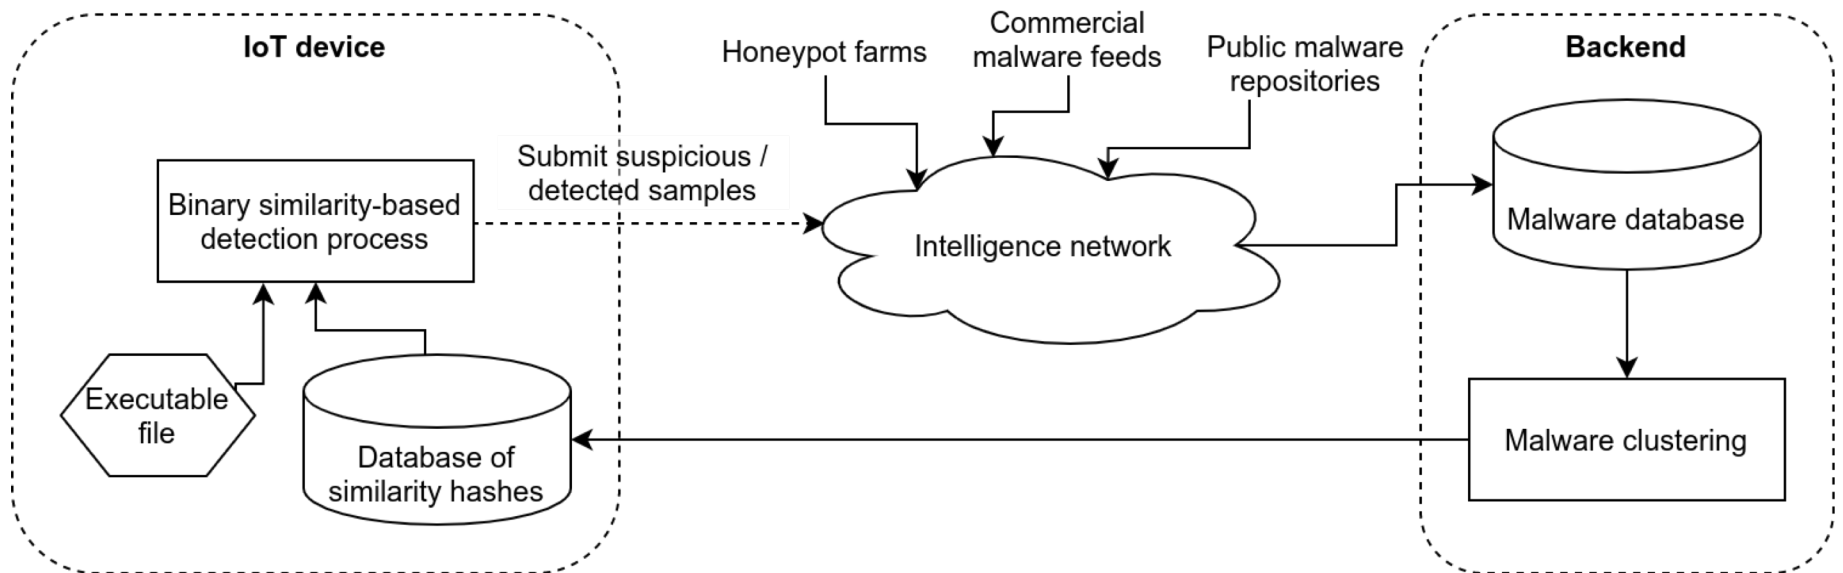 IoT device
Binary similarity-based
detection process
Executable
file
Database of
similarity hashes
Submit suspicious /
detected samples
Honeypot farms
Commercial
malware feeds
Public malware
repositories
Intelligence network
Backend
Malware database
Malware clustering